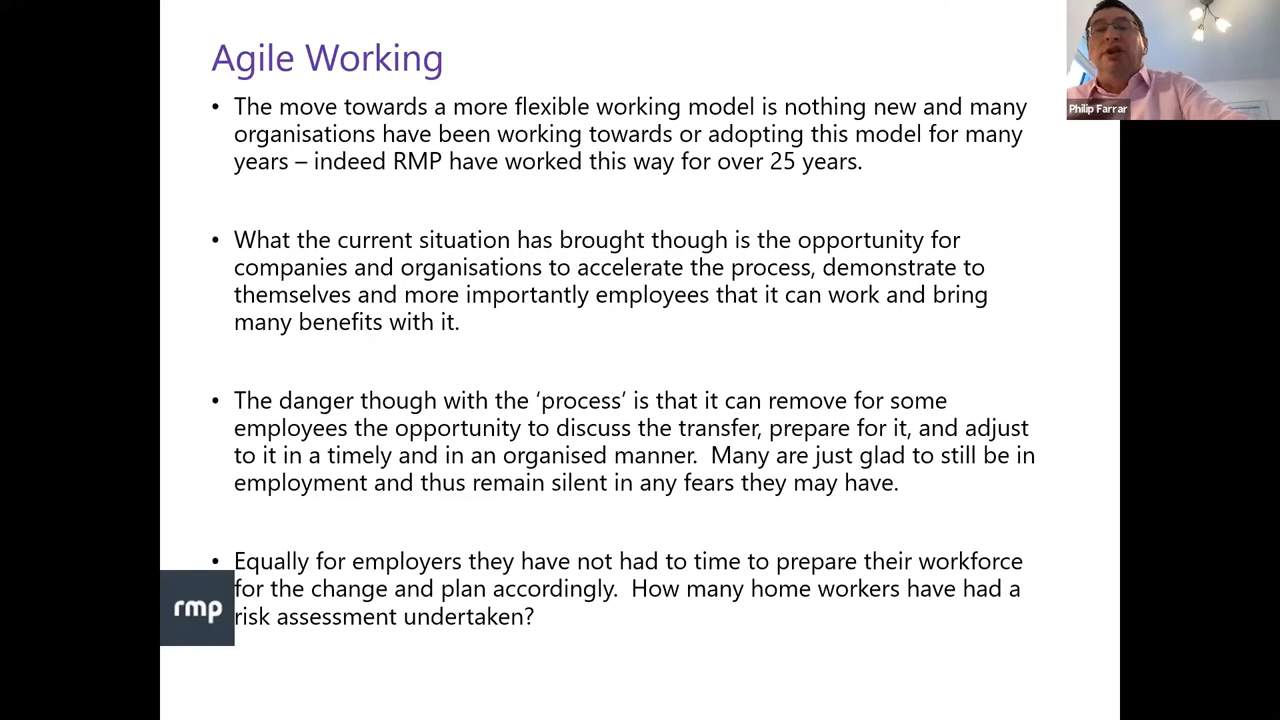 Agile Working
• The move towards a more flexible working model is nothing new and many
organisations have been working towards or adopting this model for many
years – indeed RMP have worked this way for over 25 years.
• What the current situation has brought though is the opportunity for
companies and organisations to accelerate the process, demonstrate to
themselves and more importantly employees that it can work and bring
many benefits with it.
• The danger though with the ‘process’ is that it can remove for some
employees the opportunity to discuss the transfer, prepare for it, and adjust
to it in a timely and in an organised manner.  Many are just glad to still be in
employment and thus remain silent in any fears they may have.
• Equally for employers they have not had to time to prepare their workforce
for the change and plan accordingly.  How many home workers have had a
risk assessment undertaken?
rmp
Philip Farrar